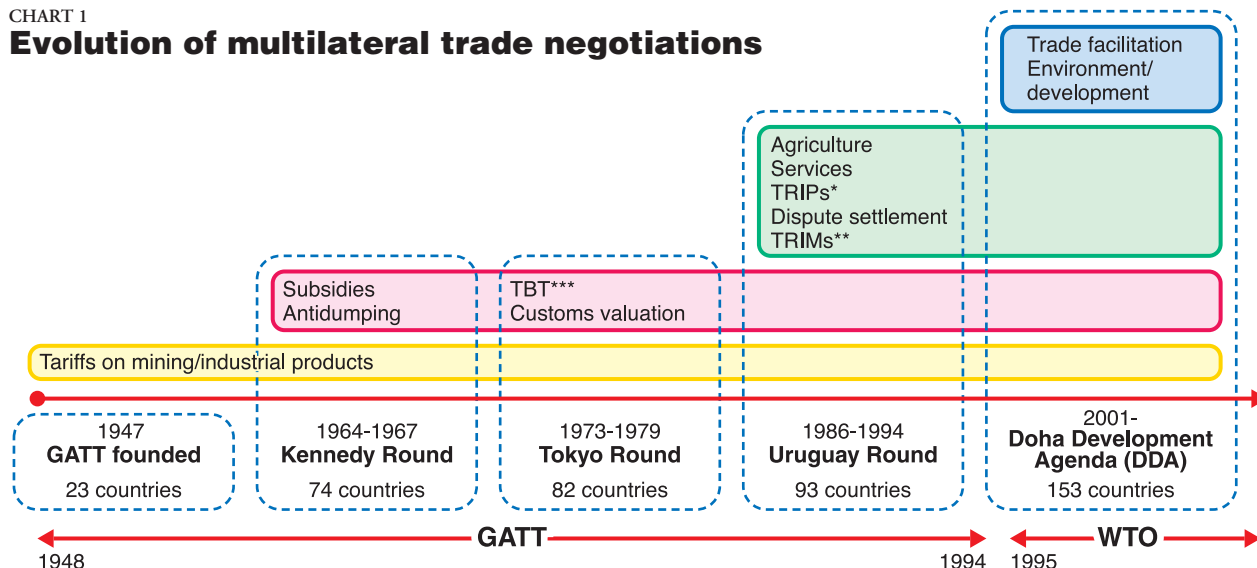 CHART 1
Evolution of multilateral trade negotiations
Trade facilitation
Environment/
development
Agriculture
Services
TRIPs*
Dispute settlement
TRIMs**
Subsidies
Antidumping
TBT***
Customs valuation
Tariffs on mining/industrial products
1947
GATT founded
23 countries
1964-1967
Kennedy Round
74 countries
1973-1979
Tokyo Round
82 countries
1986-1994
Uruguay Round
93 countries
2001-
Doha Development
Agenda (DDA)
153 countries
GATT
WTO
1948
1994
1995